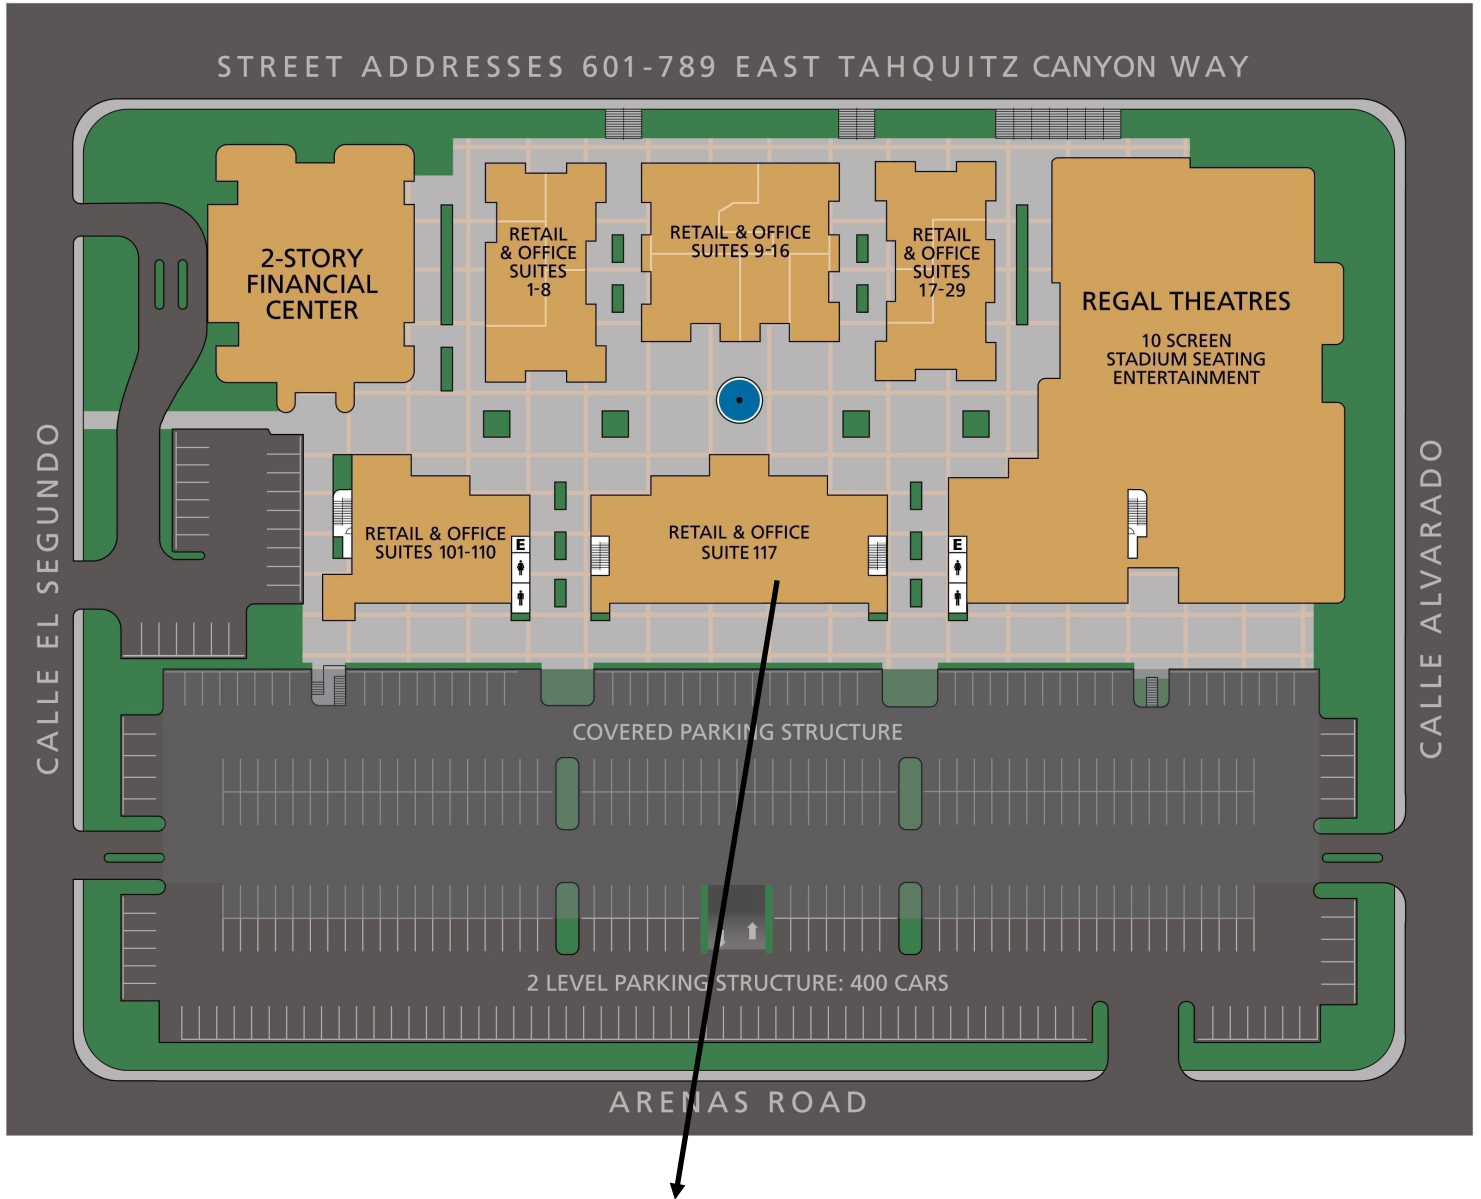 STREET ADDRESSES 601-789 EAST TAHQUITZ CANYON WAY
2-STORY
FINANCIAL
CENTER
RETAIL
& OFFICE
SUITES
1-8
RETAIL & OFFICE
SUITES 9-16
RETAIL
& OFFICE
SUITES
17-29
REGAL THEATRES
10 SCREEN
STADIUM SEATING
ENTERTAINMENT
CALLE EL SEGUNDO
CALLE ALVARADO
RETAIL & OFFICE
SUITES 101-110
E
RETAIL & OFFICE
SUITE 117
E
COVERED PARKING STRUCTURE
2 LEVEL PARKING STRUCTURE: 400 CARS
ARENAS ROAD